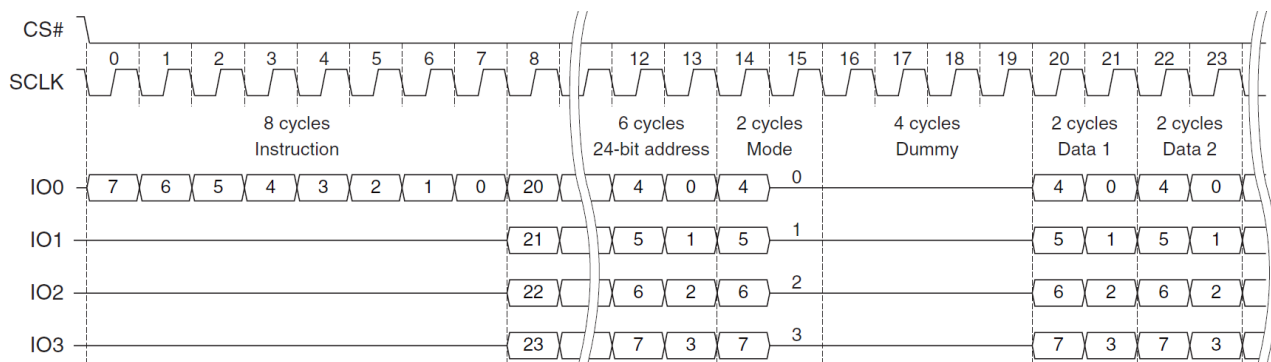 CS#
0 1 2 3 4 5 6 7 8 12 13 14 15 16 17 18 19 20 21 22 23
SCLK
8 cycles 6 cycles 2 cycles 4 cycles 2 cycles 2 cycles
Instruction 24-bit address Mode Dummy Data 1 Data 2
IO0 7 6 5 4 3 2 1 0 20 4 0 4 0 4 0 4 0
IO1 21 5 1 5 1 5 1 5 1
IO2 22 6 2 6 2 6 2 6 2
IO3 23 7 3 7 3 7 3 7 3